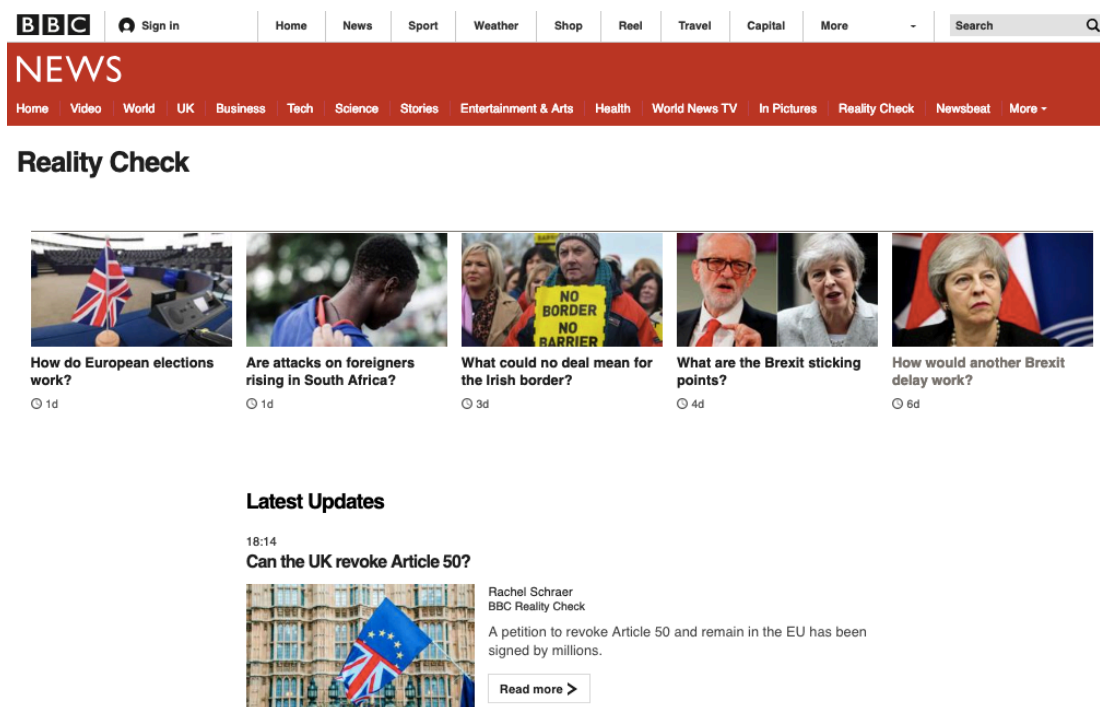 BBC Sign in Home News Sport Weather Shop Reel Travel Capital More Search
NEWS
Home Video World UK Business Tech Science Stories Entertainment & Arts Health World News TV In Pictures Reality Check Newsbeat More
Reality Check
NO
BORDER
NO
BARRIER
How do European elections
work?
1d
Are attacks on foreigners
rising in South Africa?
1d
What could no deal mean for
the Irish border?
3d
What are the Brexit sticking
points?
4d
How would another Brexit
delay work?
6d
Latest Updates
18:14
Can the UK revoke Article 50?
Rachel Schraer
BBC Reality Check
A petition to revoke Article 50 and remain in the EU has been
signed by millions.
Read more